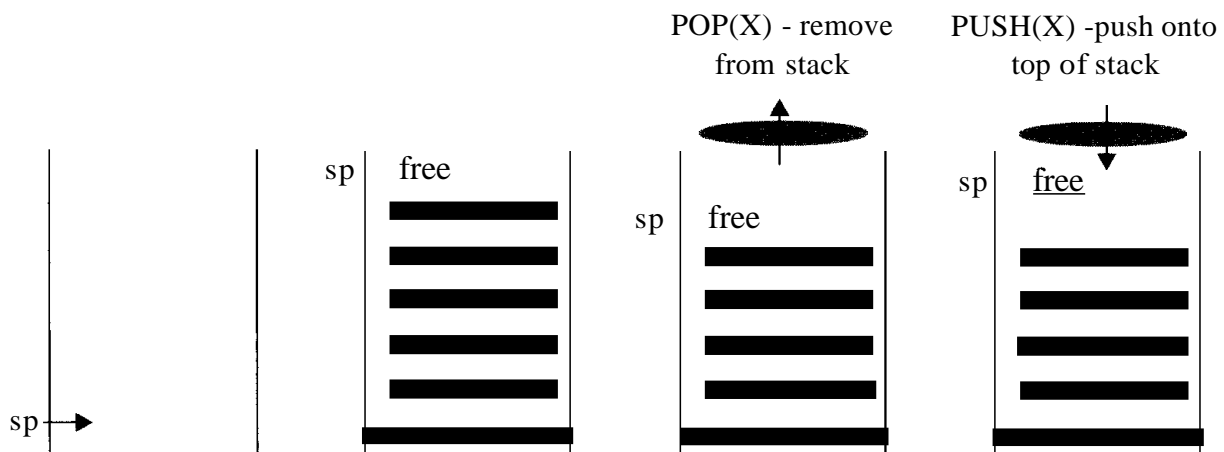 POP(X) - remove
from stack
PUSH(X) -push onto
top of stack
sp
free
sp
free
sp
free
sp